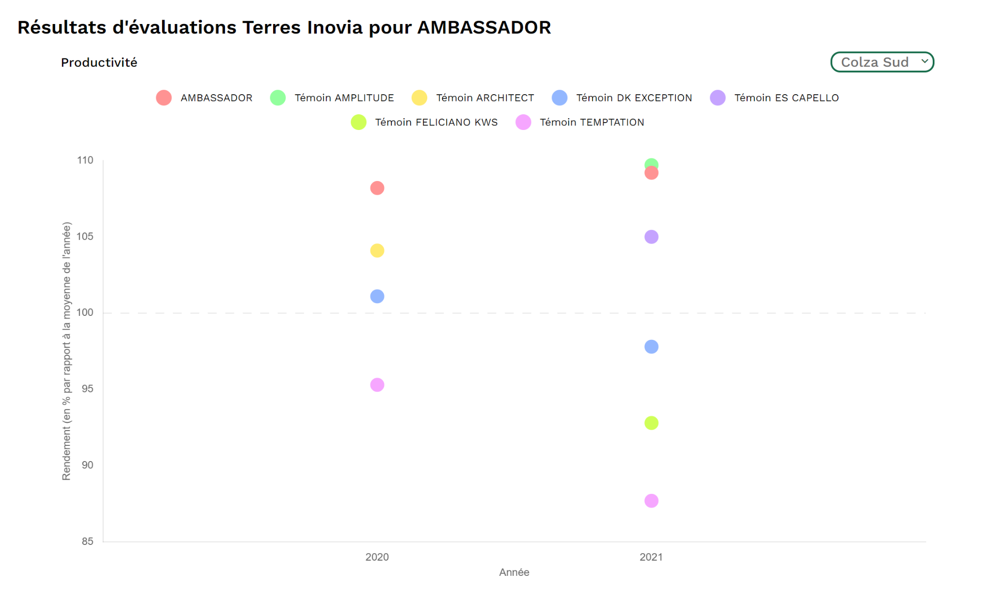 Résultats d'évaluations Terres Inovia pour AMBASSADOR
Productivité
Colza Sud
AMBASSADOR
Témoin AMPLITUDE
Témoin ARCHITECT
Témoin DK EXCEPTION
Témoin ES CAPELLO
Témoin FELICIANO KWS
Témoin TEMPTATION
Rendement (en % par rapport à la moyenne de l'année)
110
105
100
95
90
85
2020
2021
Année